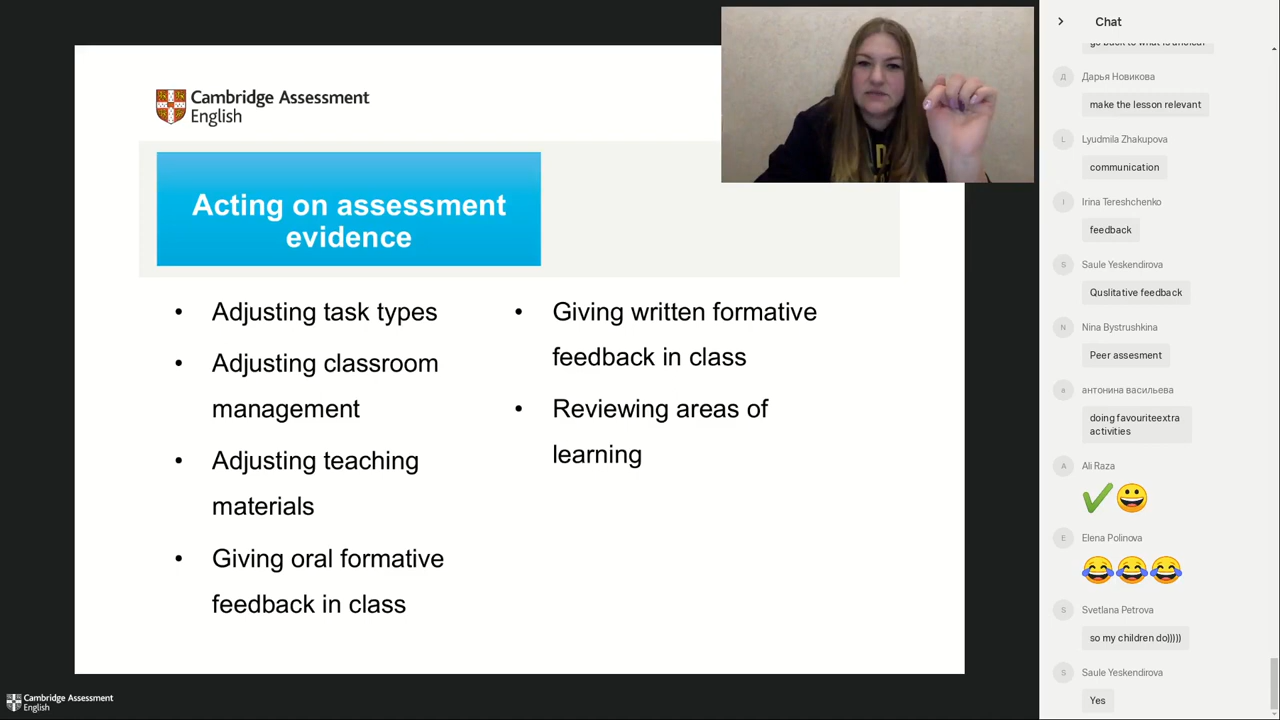 Cambridge Assessment
English
Acting on assessment
evidence
• Adjusting task types
• Adjusting classroom
management
• Adjusting teaching
materials
• Giving oral formative
feedback in class
• Giving written formative
feedback in class
• Reviewing areas of
learning
Cambridge Assessment
English
Chat
Д
Дарья Новикова
make the lesson relevant
L
Lyudmila Zhakupova
communication
I
Irina Tereshchenko
feedback
S
Saule Yeskendirova
Quslitative feedback
N
Nina Bystrushkina
Peer assesment
а
антонина васильева
doing favouriteextra
activities
A
Ali Raza
✔😀
E
Elena Polinova
😂😂😂
S
Svetlana Petrova
so my children do)))))
S
Saule Yeskendirova
Yes